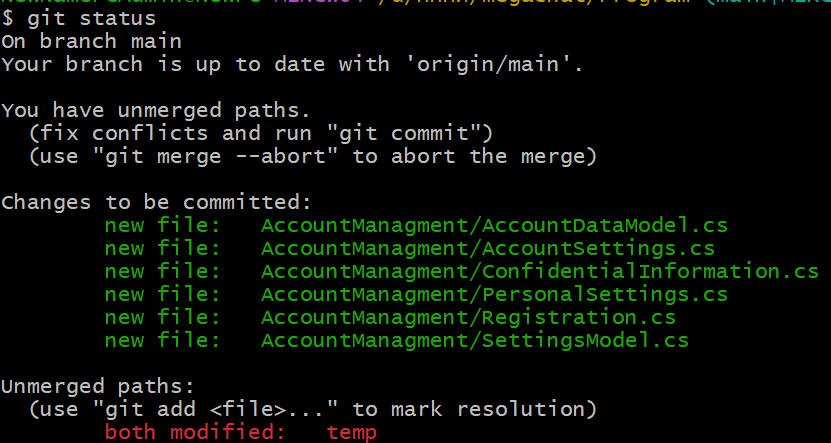 $ git status
On branch main
Your branch is up to date with 'origin/main'.
You have unmerged paths.
(fix conflicts and run "git commit")
(use "git merge --abort" to abort the merge)
Changes to be committed:
new file:   AccountManagment/AccountDataModel.cs
new file:   AccountManagment/AccountSettings.cs
new file:   AccountManagment/ConfidentialInformation.cs
new file:   AccountManagment/PersonalSettings.cs
new file:   AccountManagment/Registration.cs
new file:   AccountManagment/SettingsModel.cs
Unmerged paths:
(use "git add <file>..." to mark resolution)
both modified:   temp